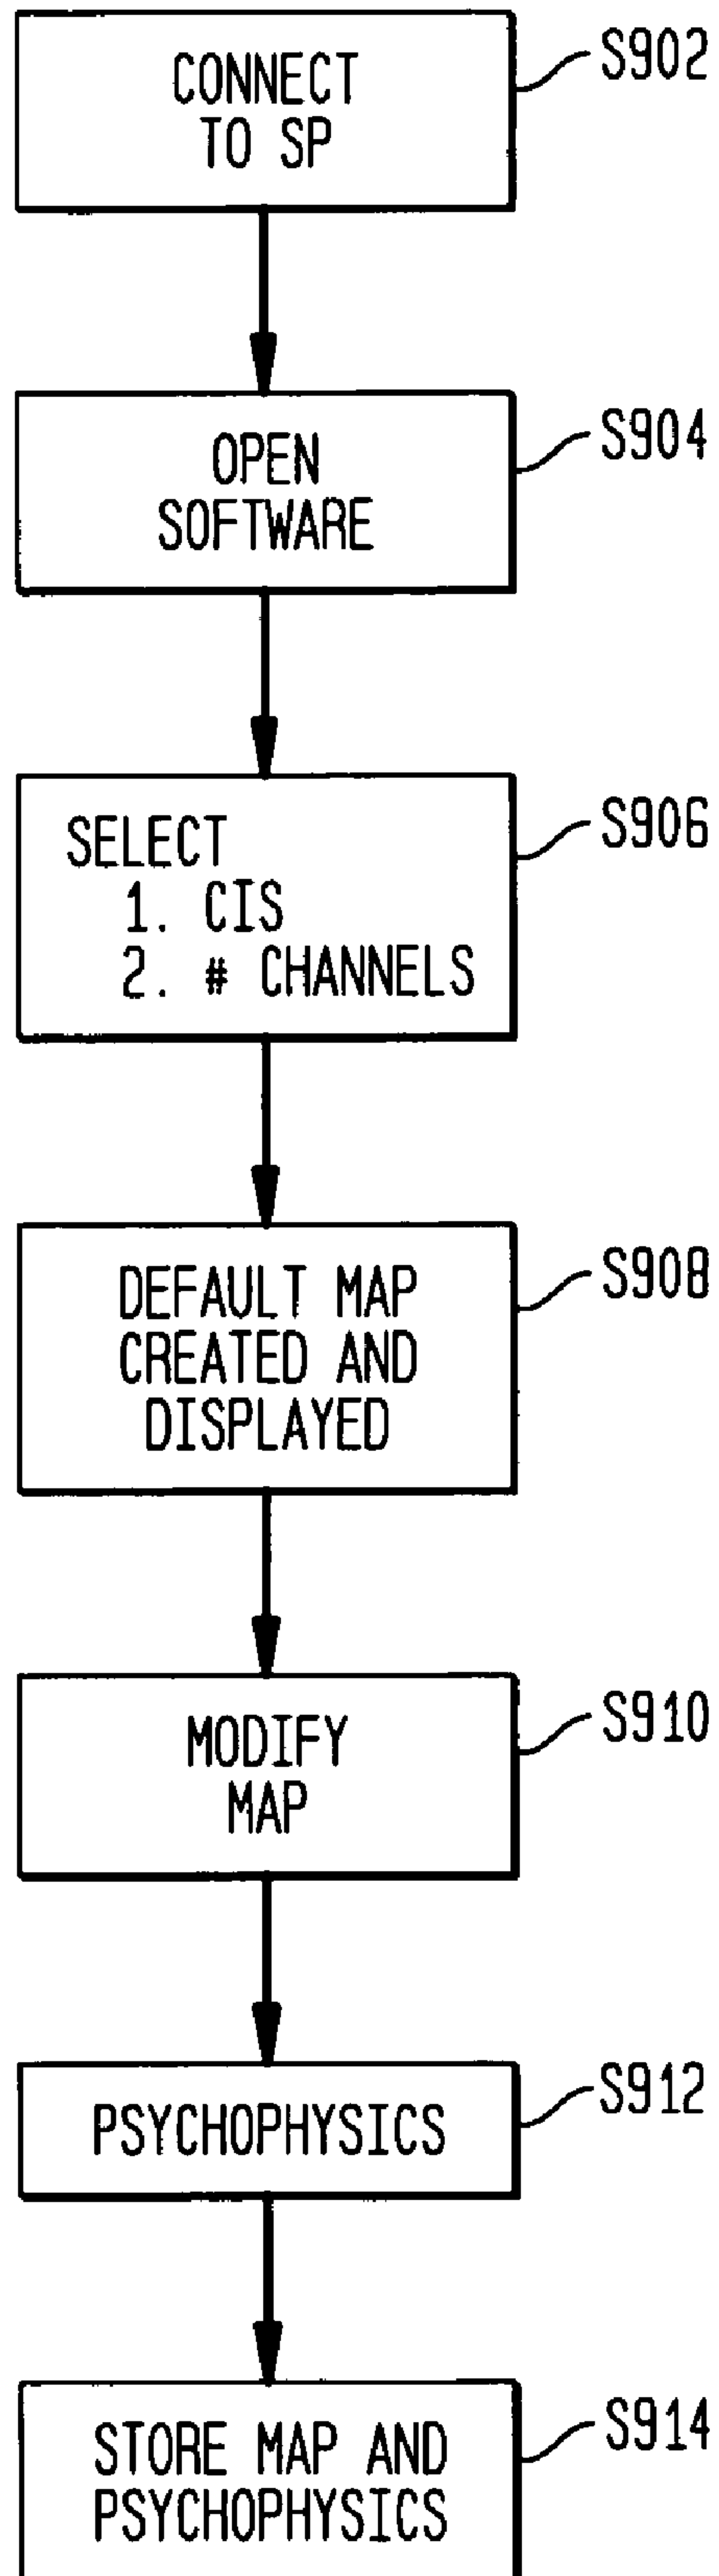 CONNECT
TO SP
S902
OPEN
SOFTWARE
S904
SELECT
1. CIS
2. # CHANNELS
S906
DEFAULT MAP
CREATED AND
DISPLAYED
S908
MODIFY
MAP
S910
PSYCHOPHYSICS
S912
STORE MAP AND
PSYCHOPHYSICS
S914